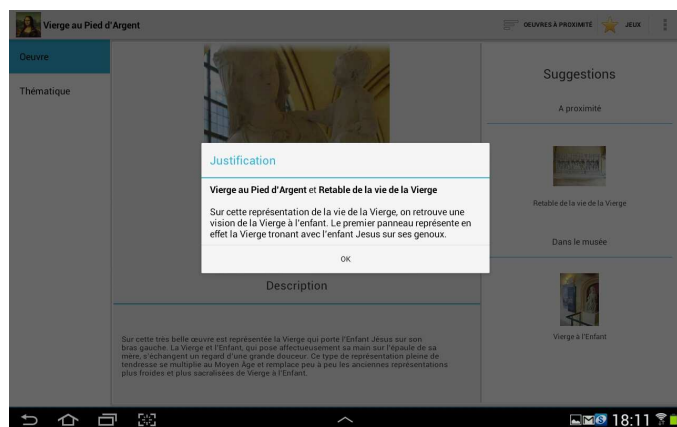 Vierge au Pied d'Argent
OEUVRES À PROXIMITÉ
JEUX
Oeuvre
Thématique
Justification
Vierge au Pied d'Argent et Retable de la vie de la Vierge
Sur cette représentation de la vie de la Vierge, on retrouve une
vision de la Vierge à l'enfant. Le premier panneau représente en
effet la Vierge tronant avec l'enfant Jesus sur ses genoux.
OK
Description
Sur cette très belle œuvre est représentée la Vierge qui porte l'Enfant Jésus sur son
bras gauche. La Vierge et l'Enfant, qui pose affectueusement sa main sur l'épaule de sa
mère, s'échangent un regard d'une grande douceur. Ce type de représentation pleine de
tendresse se multiplie au Moyen Age et remplace peu à peu les anciennes représentations
plus froides et plus sacralisées de Vierge à l'Enfant.
Suggestions
A proximité
Retable de la vie de la Vierge
Dans le musée
Vierge à l'Enfant
18:11